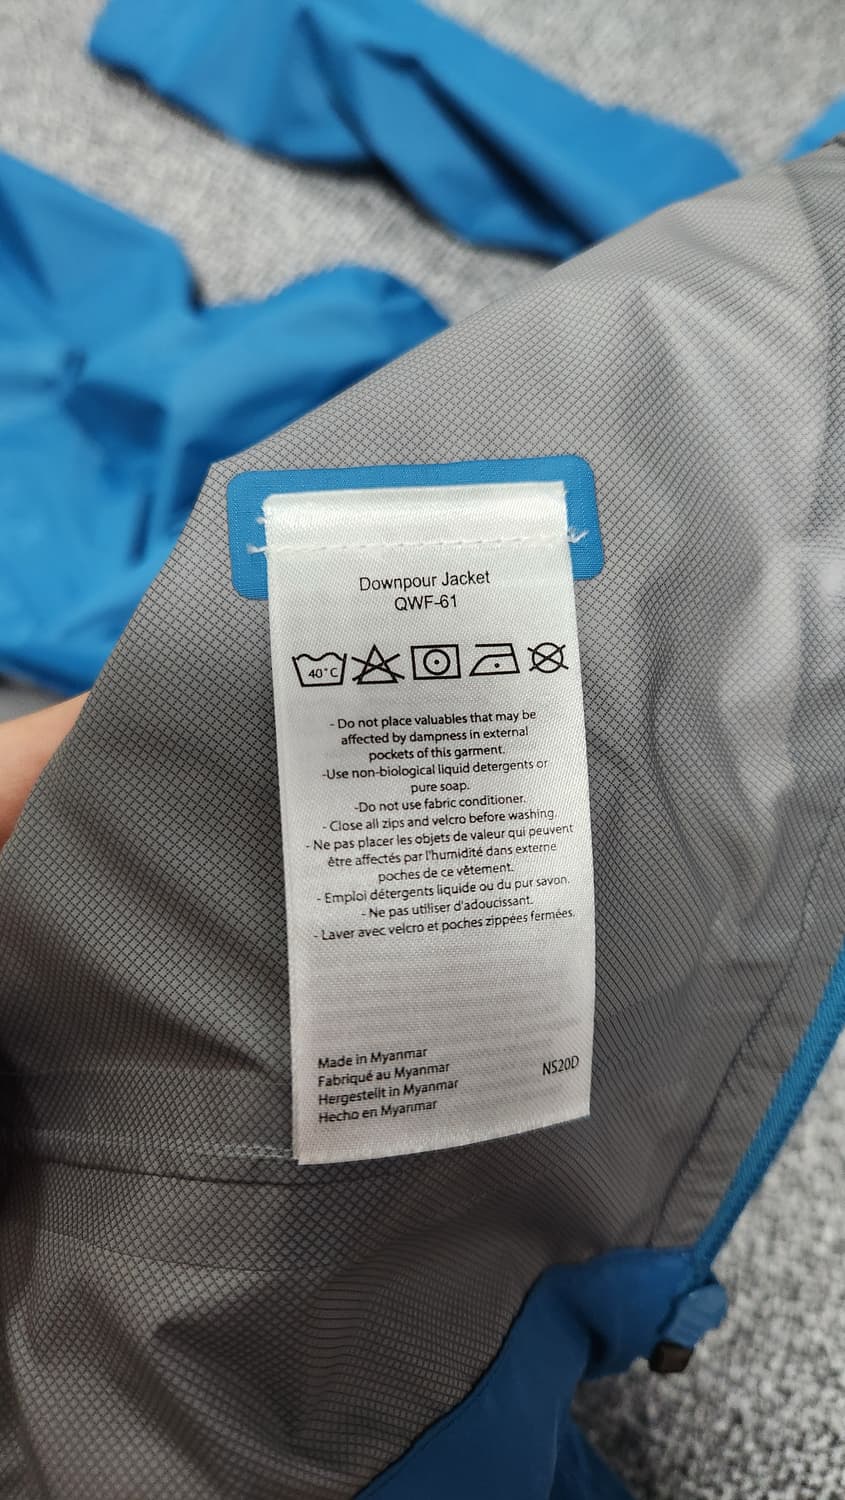 Downpour Jacket
QWF-61
40°C
- Do not place valuables that may be
affected by dampness in external
pockets of this garment.
-Use non-biological liquid detergents or
pure soap.
-Do not use fabric conditioner.
- Close all zips and velcro before washing.
- Ne pas placer les objets de valeur qui peuvent
être affectés par l'humidité dans externe
poches de ce vêtement.
- Emploi détergents liquide ou du pur savon.
- Ne pas utiliser d'adoucissant.
- Laver avec velcro et poches zippées fermées.
Made in Myanmar
Fabriqué au Myanmar
Hergestellt in Myanmar
Hecho en Myanmar
NS20D